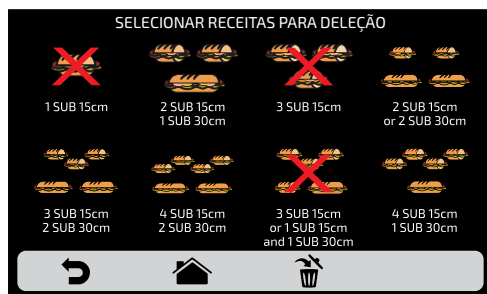 SELECIONAR RECEITAS PARA DELEÇÃO
1 SUB 15cm
2 SUB 15cm
1 SUB 30cm
3 SUB 15cm
2 SUB 15cm
or 2 SUB 30cm
3 SUB 15cm
2 SUB 30cm
4 SUB 15cm
2 SUB 30cm
3 SUB 15cm
or 1 SUB 15cm
and 1 SUB 30cm
4 SUB 15cm
1 SUB 30cm